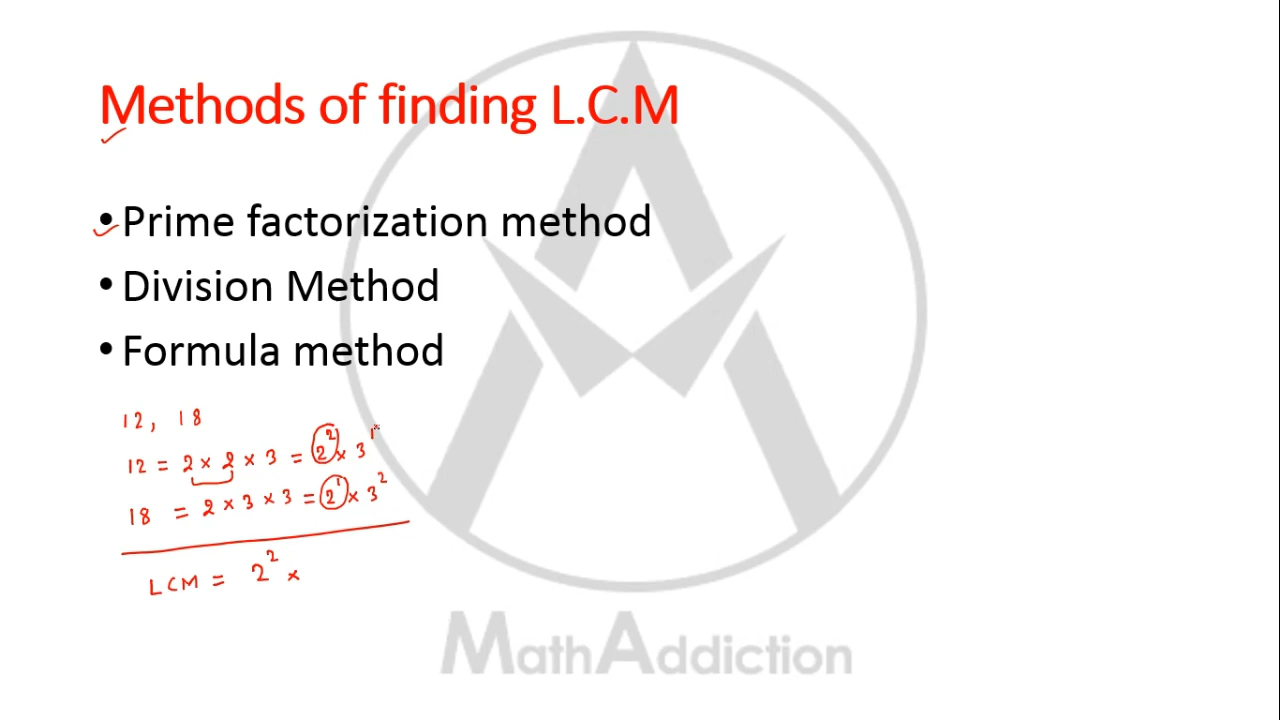 Methods of finding L.C.M
• Prime factorization method
• Division Method
• Formula method
12, 18
12 = 2 × 2 × 3 = 2² × 3¹
18 = 2 × 3 × 3 = 2¹ × 3²
LCM = 2² ×
MathAddiction